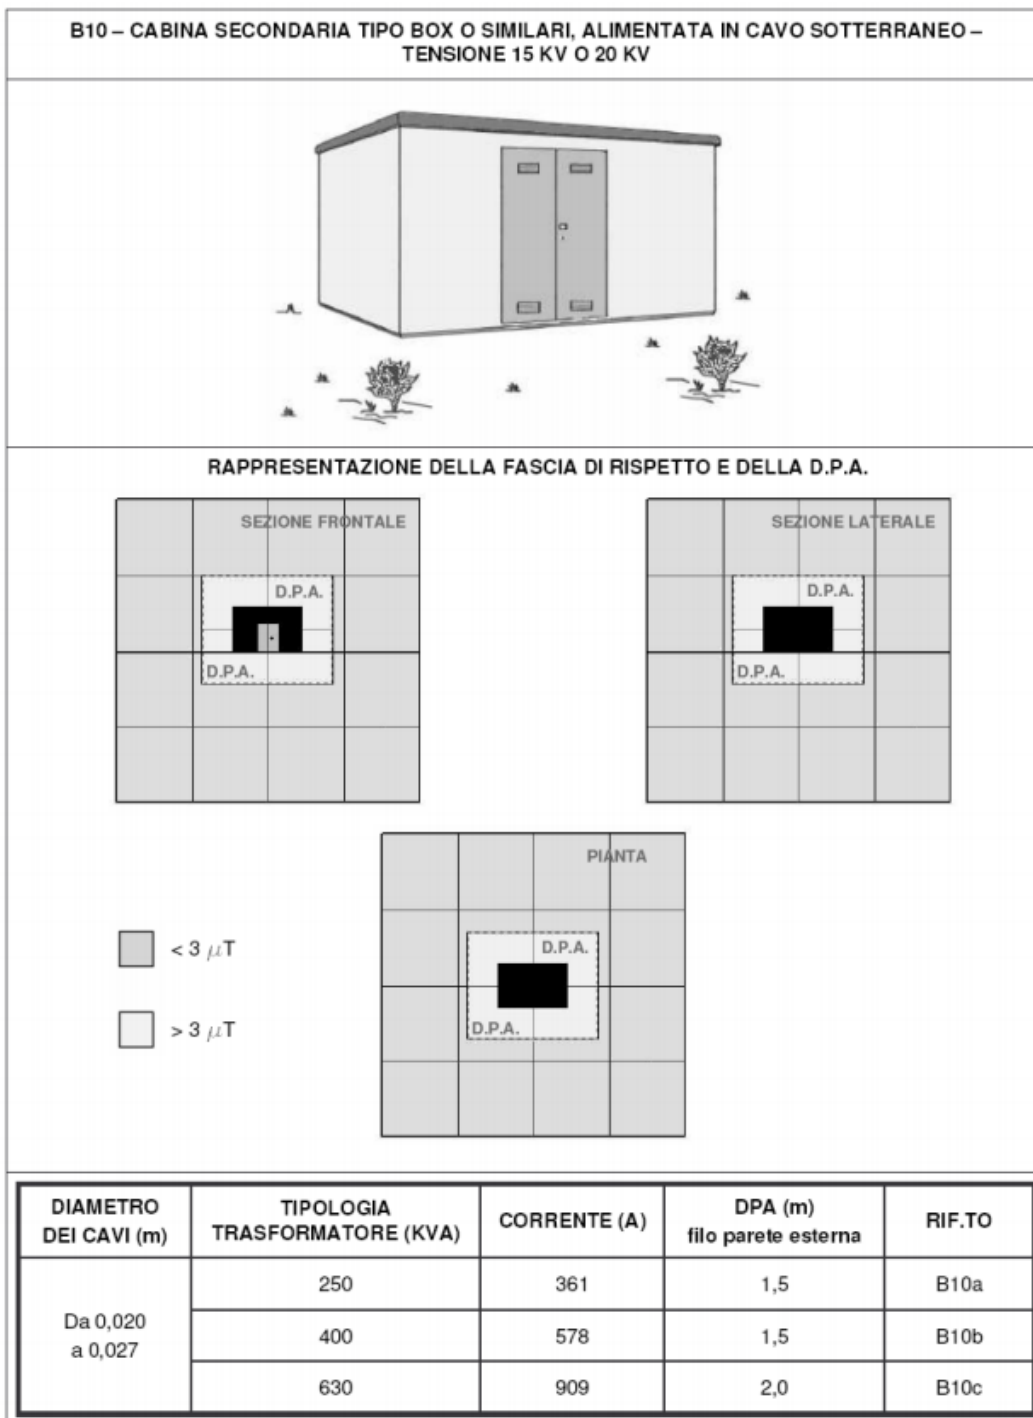 B10 – CABINA SECONDARIA TIPO BOX O SIMILARI, ALIMENTATA IN CAVO SOTTERRANEO –
TENSIONE 15 KV O 20 KV
RAPPRESENTAZIONE DELLA FASCIA DI RISPETTO E DELLA D.P.A.
SEZIONE FRONTALE
D.P.A.
D.P.A.
SEZIONE LATERALE
D.P.A.
D.P.A.
PIANTA
D.P.A.
D.P.A.
< 3 μT
> 3 μT
DIAMETRO
DEI CAVI (m)
TIPOLOGIA
TRASFORMATORE (KVA)
CORRENTE (A)
DPA (m)
filo parete esterna
RIF.TO
Da 0,020
a 0,027
250 361 1,5 B10a
400 578 1,5 B10b
630 909 2,0 B10c